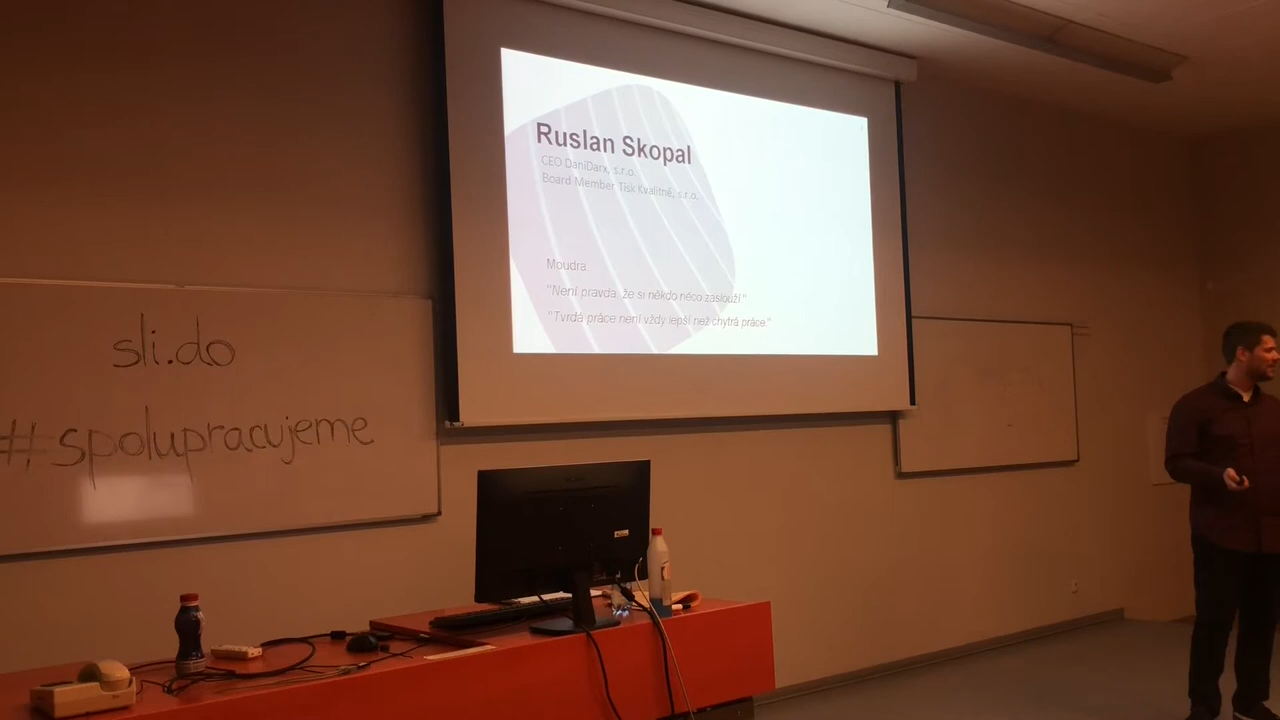 Ruslan Skopal
CEO DaniDarx, s.r.o.
Board Member Tisk Kvalitně, s.r.o.
Moudra
"Není pravda, že si někdo něco zaslouží."
"Tvrdá práce není vždy lepší než chytrá práce."
sli.do
#spolupracujeme